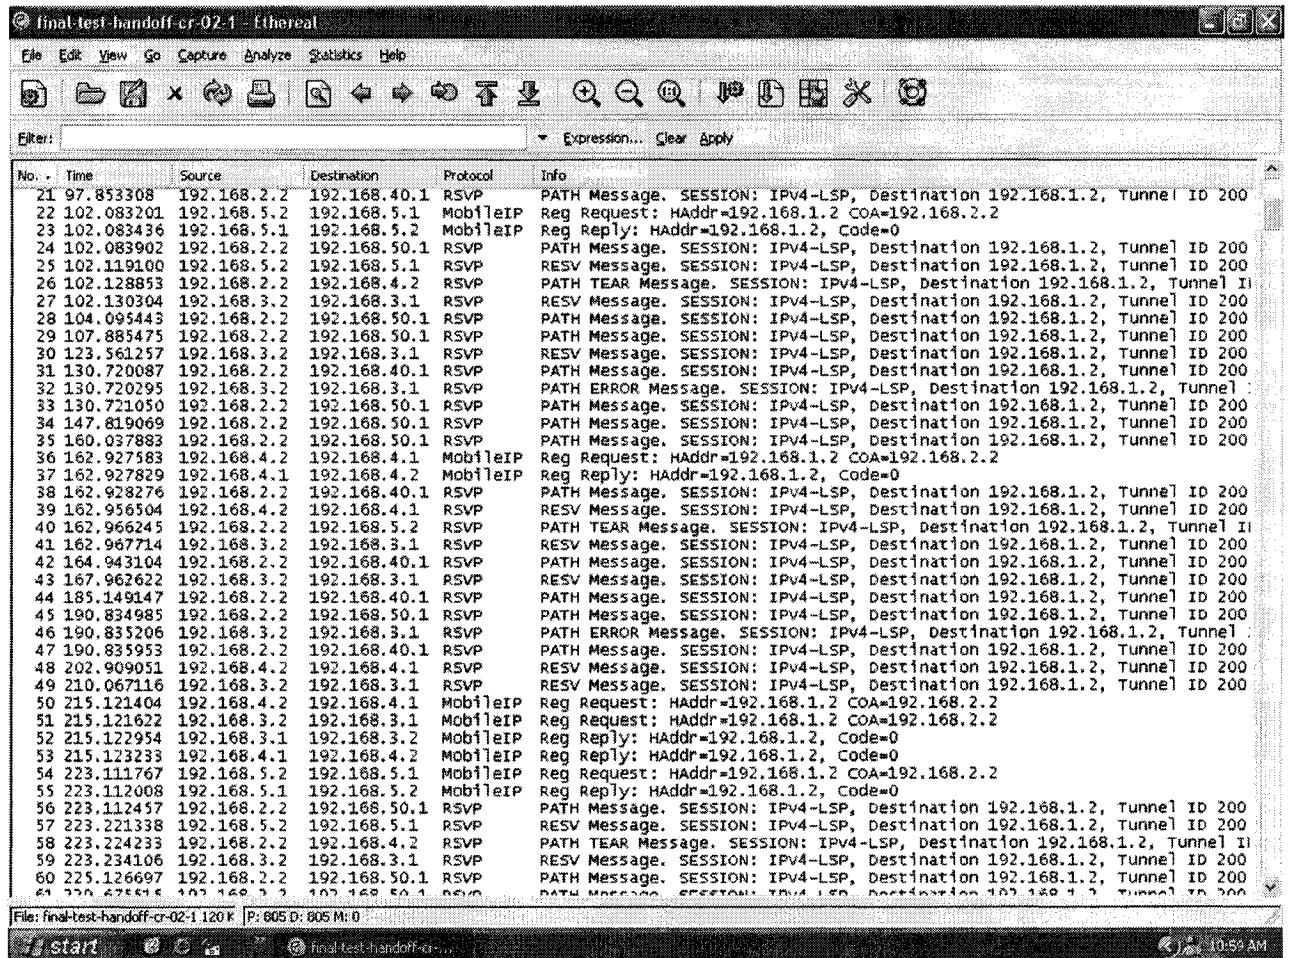 final-test-handoff-cr-02-1 - Ethereal
File Edit View Go Capture Analyze Statistics Help
Filter: Expression... Clear Apply
No. Time Source Destination Protocol Info
21 97.853308 192.168.2.2 192.168.40.1 RSVP PATH Message. SESSION: IPv4-LSP, Destination 192.168.1.2, Tunnel ID 200
22 102.083201 192.168.5.2 192.168.5.1 MobileIP Reg Request: HAddr=192.168.1.2 COA=192.168.2.2
23 102.083436 192.168.5.1 192.168.5.2 MobileIP Reg Reply: HAddr=192.168.1.2, Code=0
24 102.083902 192.168.2.2 192.168.50.1 RSVP PATH Message. SESSION: IPv4-LSP, Destination 192.168.1.2, Tunnel ID 200
25 102.119100 192.168.5.2 192.168.5.1 RSVP RESV Message. SESSION: IPv4-LSP, Destination 192.168.1.2, Tunnel ID 200
26 102.128853 192.168.2.2 192.168.4.2 RSVP PATH TEAR Message. SESSION: IPv4-LSP, Destination 192.168.1.2, Tunnel I
27 102.130304 192.168.3.2 192.168.3.1 RSVP RESV Message. SESSION: IPv4-LSP, Destination 192.168.1.2, Tunnel ID 200
28 104.095443 192.168.2.2 192.168.50.1 RSVP PATH Message. SESSION: IPv4-LSP, Destination 192.168.1.2, Tunnel ID 200
29 107.885475 192.168.2.2 192.168.50.1 RSVP PATH Message. SESSION: IPv4-LSP, Destination 192.168.1.2, Tunnel ID 200
30 123.561257 192.168.3.2 192.168.3.1 RSVP RESV Message. SESSION: IPv4-LSP, Destination 192.168.1.2, Tunnel ID 200
31 130.720087 192.168.2.2 192.168.40.1 RSVP PATH Message. SESSION: IPv4-LSP, Destination 192.168.1.2, Tunnel ID 200
32 130.720295 192.168.3.2 192.168.3.1 RSVP PATH ERROR Message. SESSION: IPv4-LSP, Destination 192.168.1.2, Tunnel
33 130.721050 192.168.2.2 192.168.50.1 RSVP PATH Message. SESSION: IPv4-LSP, Destination 192.168.1.2, Tunnel ID 200
34 147.819069 192.168.2.2 192.168.50.1 RSVP PATH Message. SESSION: IPv4-LSP, Destination 192.168.1.2, Tunnel ID 200
35 160.037883 192.168.2.2 192.168.50.1 RSVP PATH Message. SESSION: IPv4-LSP, Destination 192.168.1.2, Tunnel ID 200
36 162.927583 192.168.4.2 192.168.4.1 MobileIP Reg Request: HAddr=192.168.1.2 COA=192.168.2.2
37 162.927829 192.168.4.1 192.168.4.2 MobileIP Reg Reply: HAddr=192.168.1.2, Code=0
38 162.928276 192.168.2.2 192.168.40.1 RSVP PATH Message. SESSION: IPv4-LSP, Destination 192.168.1.2, Tunnel ID 200
39 162.956504 192.168.4.2 192.168.4.1 RSVP RESV Message. SESSION: IPv4-LSP, Destination 192.168.1.2, Tunnel ID 200
40 162.966245 192.168.2.2 192.168.5.2 RSVP PATH TEAR Message. SESSION: IPv4-LSP, Destination 192.168.1.2, Tunnel I
41 162.967714 192.168.3.2 192.168.3.1 RSVP RESV Message. SESSION: IPv4-LSP, Destination 192.168.1.2, Tunnel ID 200
42 164.943104 192.168.2.2 192.168.40.1 RSVP PATH Message. SESSION: IPv4-LSP, Destination 192.168.1.2, Tunnel ID 200
43 167.962622 192.168.3.2 192.168.3.1 RSVP RESV Message. SESSION: IPv4-LSP, Destination 192.168.1.2, Tunnel ID 200
44 185.149147 192.168.2.2 192.168.40.1 RSVP PATH Message. SESSION: IPv4-LSP, Destination 192.168.1.2, Tunnel ID 200
45 190.834985 192.168.2.2 192.168.50.1 RSVP PATH Message. SESSION: IPv4-LSP, Destination 192.168.1.2, Tunnel ID 200
46 190.835206 192.168.3.2 192.168.3.1 RSVP PATH ERROR Message. SESSION: IPv4-LSP, Destination 192.168.1.2, Tunnel
47 190.835953 192.168.2.2 192.168.40.1 RSVP PATH Message. SESSION: IPv4-LSP, Destination 192.168.1.2, Tunnel ID 200
48 202.909051 192.168.4.2 192.168.4.1 RSVP RESV Message. SESSION: IPv4-LSP, Destination 192.168.1.2, Tunnel ID 200
49 210.067116 192.168.3.2 192.168.3.1 RSVP RESV Message. SESSION: IPv4-LSP, Destination 192.168.1.2, Tunnel ID 200
50 215.121404 192.168.4.2 192.168.4.1 MobileIP Reg Request: HAddr=192.168.1.2 COA=192.168.2.2
51 215.121622 192.168.3.2 192.168.3.1 MobileIP Reg Request: HAddr=192.168.1.2 COA=192.168.2.2
52 215.122954 192.168.3.1 192.168.3.2 MobileIP Reg Reply: HAddr=192.168.1.2, Code=0
53 215.123233 192.168.4.1 192.168.4.2 MobileIP Reg Reply: HAddr=192.168.1.2, Code=0
54 223.111767 192.168.5.2 192.168.5.1 MobileIP Reg Request: HAddr=192.168.1.2 COA=192.168.2.2
55 223.112008 192.168.5.1 192.168.5.2 MobileIP Reg Reply: HAddr=192.168.1.2, Code=0
56 223.112457 192.168.2.2 192.168.50.1 RSVP PATH Message. SESSION: IPv4-LSP, Destination 192.168.1.2, Tunnel ID 200
57 223.221338 192.168.5.2 192.168.5.1 RSVP RESV Message. SESSION: IPv4-LSP, Destination 192.168.1.2, Tunnel ID 200
58 223.224233 192.168.2.2 192.168.4.2 RSVP PATH TEAR Message. SESSION: IPv4-LSP, Destination 192.168.1.2, Tunnel I
59 223.234106 192.168.3.2 192.168.3.1 RSVP RESV Message. SESSION: IPv4-LSP, Destination 192.168.1.2, Tunnel ID 200
60 225.126697 192.168.2.2 192.168.50.1 RSVP PATH Message. SESSION: IPv4-LSP, Destination 192.168.1.2, Tunnel ID 200
File: final-test-handoff-cr-02-1 120 K P: 805 D: 805 M: 0
start final-test-handoff-cr-... 10:59 AM